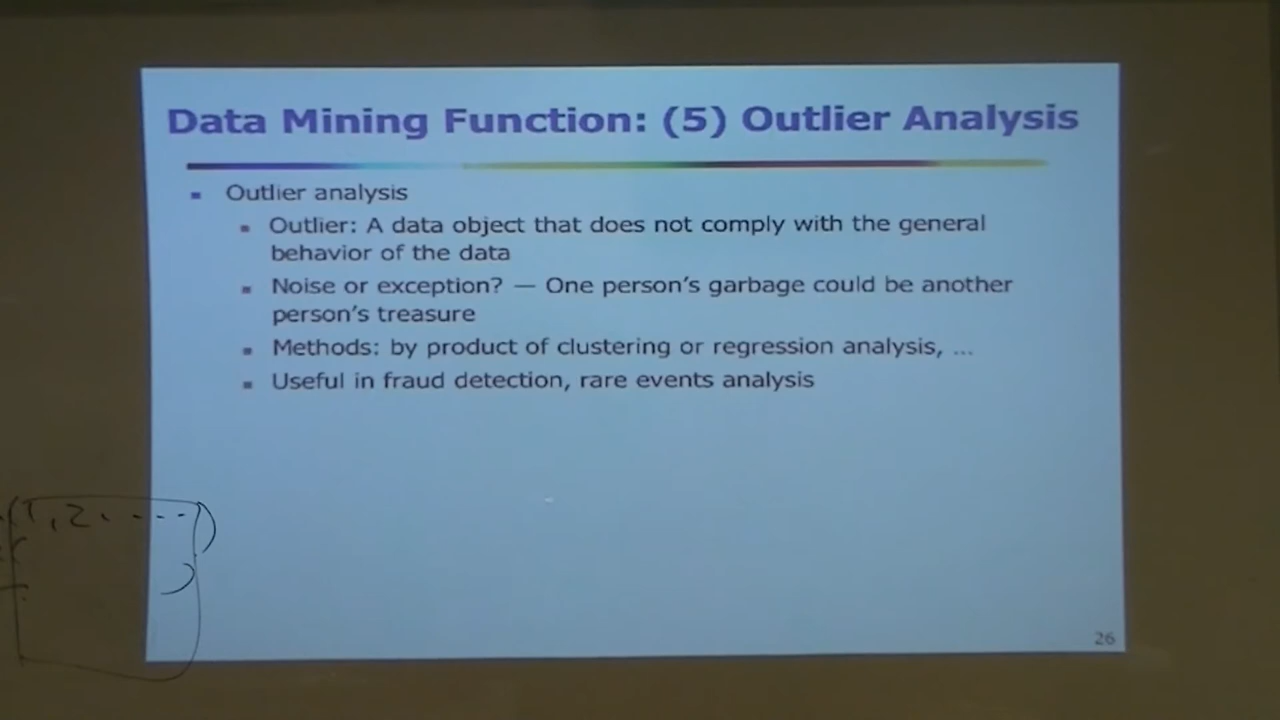 Data Mining Function: (5) Outlier Analysis
Outlier analysis
Outlier: A data object that does not comply with the general
behavior of the data
Noise or exception? — One person's garbage could be another
person's treasure
Methods: by product of clustering or regression analysis, ...
Useful in fraud detection, rare events analysis
(1, 2, ----)
26